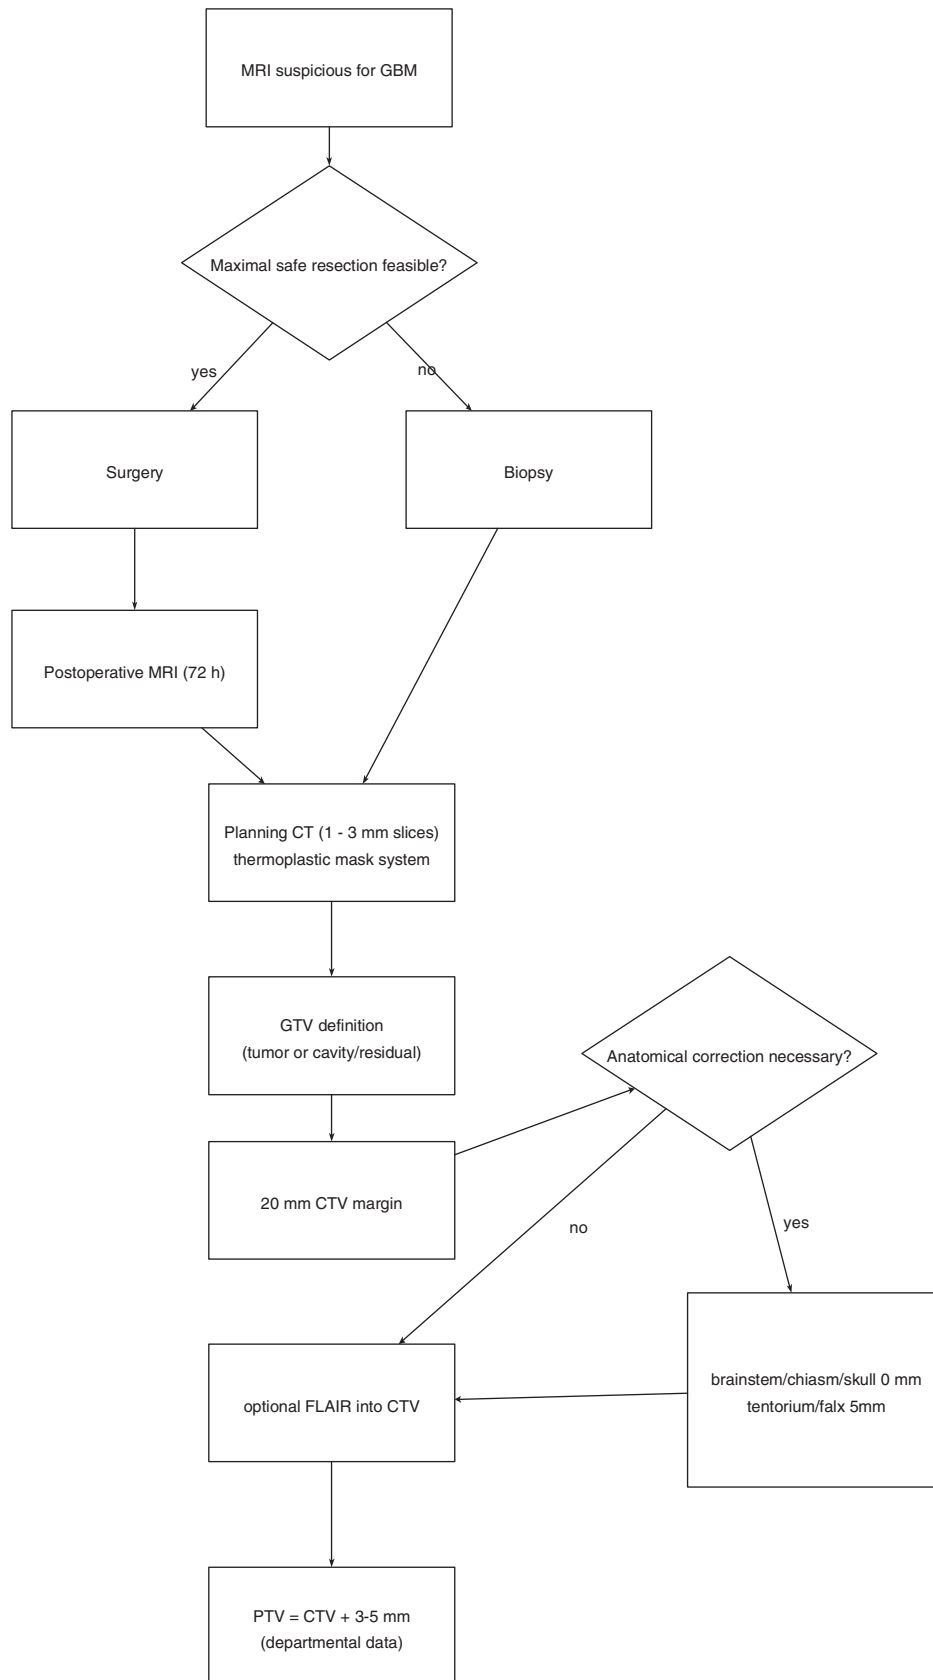 MRI suspicious for GBM
Maximal safe resection feasible?
yes
no
Surgery
Biopsy
Postoperative MRI (72 h)
Planning CT (1 - 3 mm slices)
thermoplastic mask system
GTV definition
(tumor or cavity/residual)
Anatomical correction necessary?
20 mm CTV margin
no
yes
optional FLAIR into CTV
brainstem/chiasm/skull 0 mm
tentorium/falx 5mm
PTV = CTV + 3-5 mm
(departmental data)